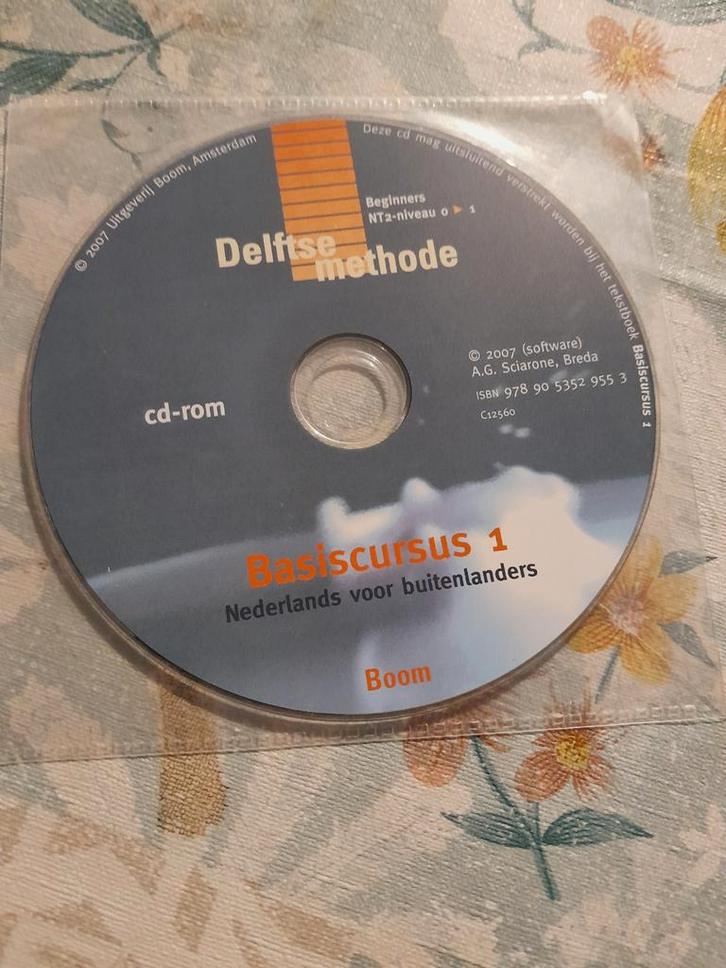 © 2007 Uitgeverij Boom, Amsterdam
Deze cd mag uitsluitend verstrekt worden bij het tekstboek Basiscursus 1
Beginners
NT2-niveau 0 ▶ 1
Delftse
methode
© 2007 (software)
A.G. Sciarone, Breda
ISBN 978 90 5352 955 3
C12560
cd-rom
Basiscursus 1
Nederlands voor buitenlanders
Boom